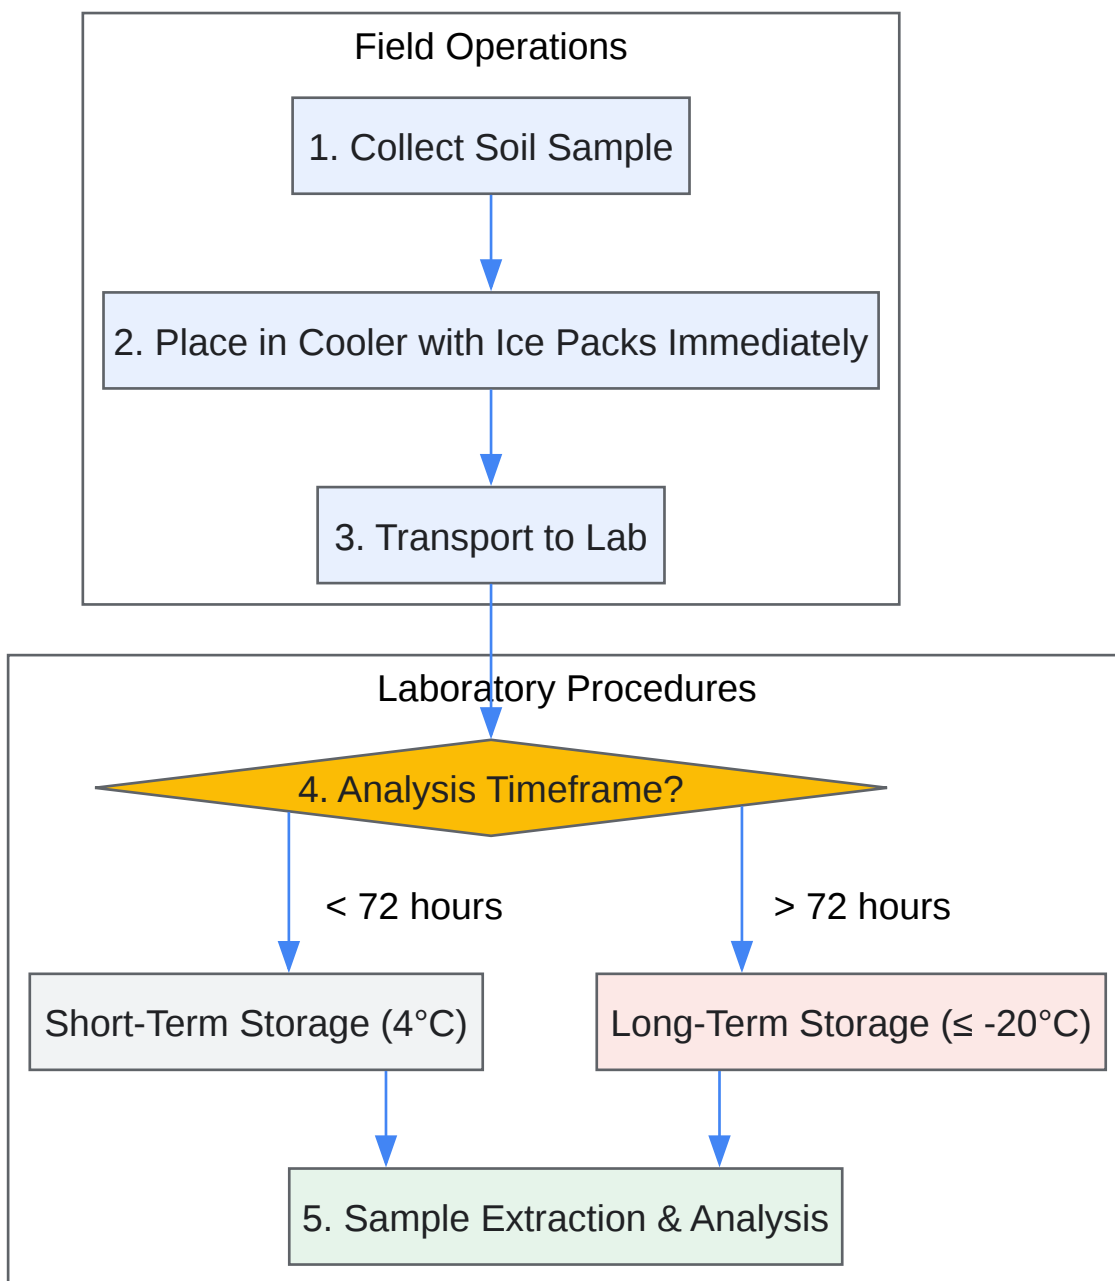 Field Operations
1. Collect Soil Sample
2. Place in Cooler with Ice Packs Immediately
3. Transport to Lab
Laboratory Procedures
4. Analysis Timeframe?
< 72 hours
> 72 hours
Short-Term Storage (4°C)
Long-Term Storage (≤ -20°C)
5. Sample Extraction & Analysis